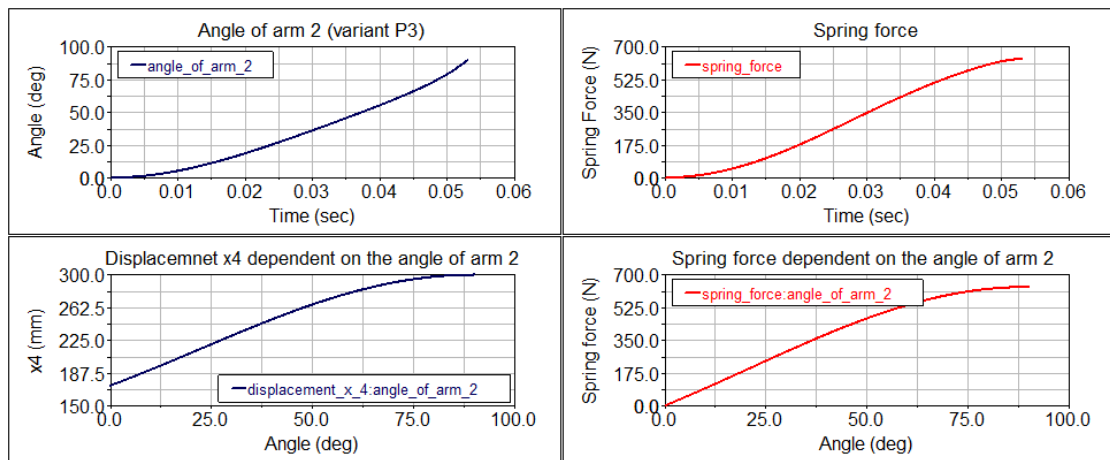 Angle of arm 2 (variant P3)
angle_of_arm_2
Angle (deg)
100.0
75.0
50.0
25.0
0.0
0.0 0.01 0.02 0.03 0.04 0.05 0.06
Time (sec)
Spring force
spring_force
Spring Force (N)
700.0
525.0
350.0
175.0
0.0
0.0 0.01 0.02 0.03 0.04 0.05 0.06
Time (sec)
Displacemnet x4 dependent on the angle of arm 2
x4 (mm)
300.0
262.5
225.0
187.5
150.0
displacement_x_4:angle_of_arm_2
0.0 25.0 50.0 75.0 100.0
Angle (deg)
Spring force dependent on the angle of arm 2
spring_force:angle_of_arm_2
Spring force (N)
700.0
525.0
350.0
175.0
0.0
0.0 25.0 50.0 75.0 100.0
Angle (deg)